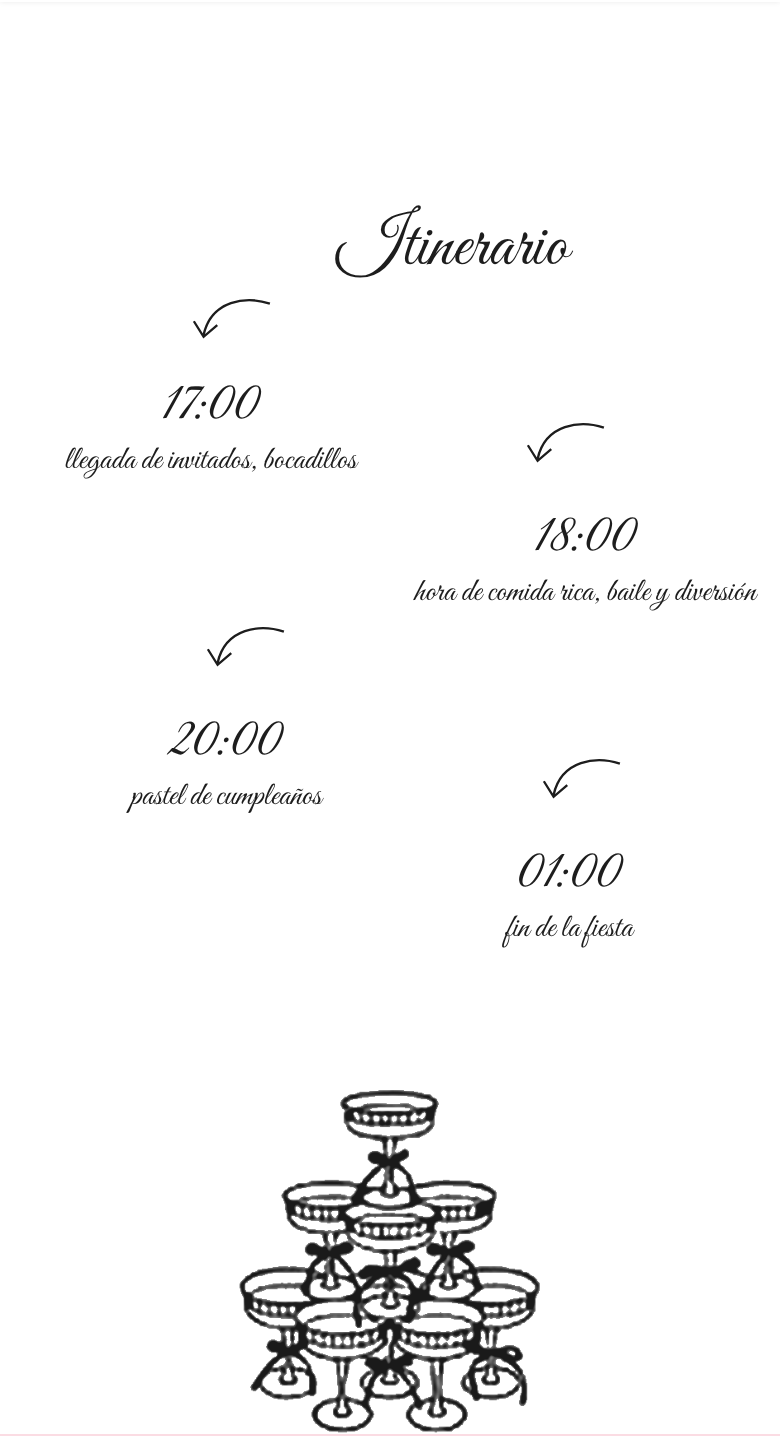 Itinerario
17:00
llegada de invitados, bocadillos
18:00
hora de comida rica, baile y diversión
20:00
pastel de cumpleaños
01:00
fin de la fiesta